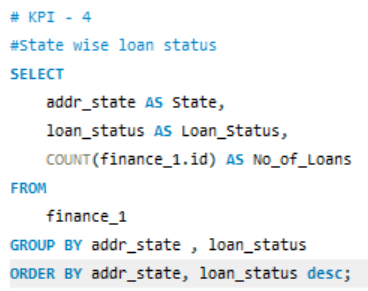 # KPI - 4
#State wise loan status
SELECT
addr_state AS State,
loan_status AS Loan_Status,
COUNT(finance_1.id) AS No_of_Loans
FROM
finance_1
GROUP BY addr_state , loan_status
ORDER BY addr_state, loan_status desc;